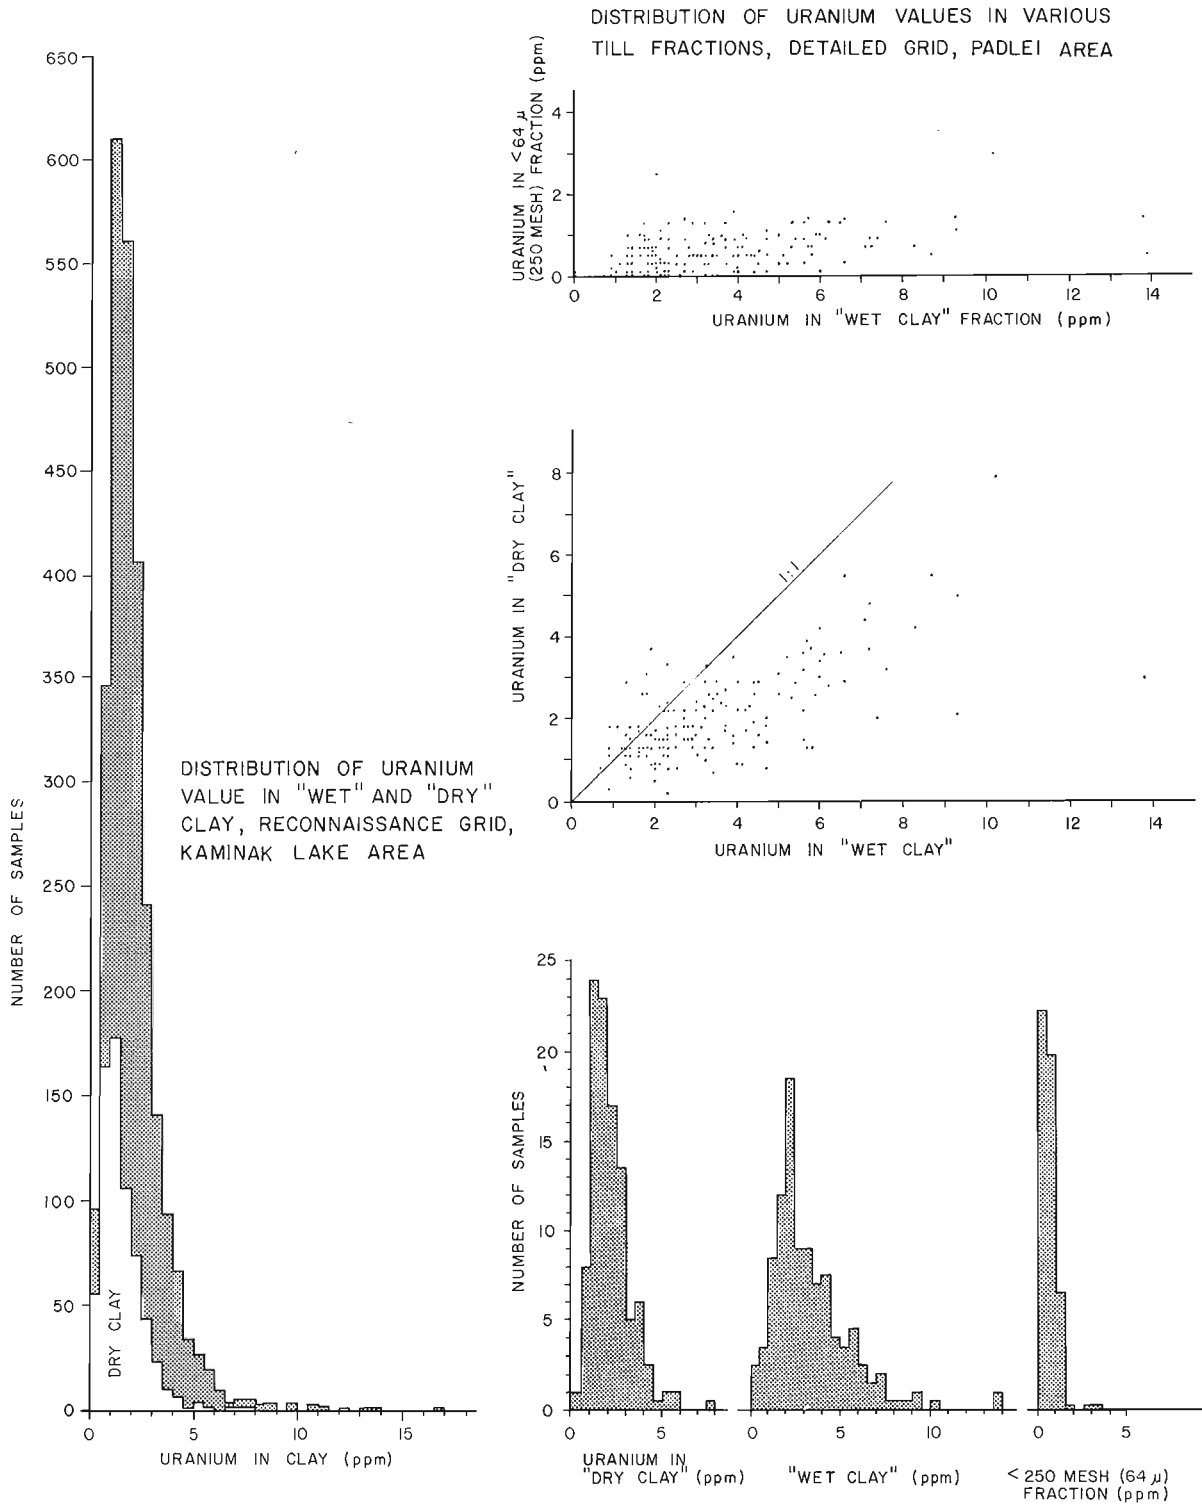 DISTRIBUTION OF URANIUM VALUES IN VARIOUS
TILL FRACTIONS, DETAILED GRID, PADLEI AREA
URANIUM IN <64 μ
(250 MESH) FRACTION (ppm)
4
2
0
0 2 4 6 8 10 12 14
URANIUM IN "WET CLAY" FRACTION (ppm)
URANIUM IN "DRY CLAY"
8
6
4
2
0
1:1
0 2 4 6 8 10 12 14
URANIUM IN "WET CLAY"
650
600
550
500
450
400
350
300
250
200
150
100
50
0
NUMBER OF SAMPLES
DISTRIBUTION OF URANIUM
VALUE IN "WET" AND "DRY"
CLAY, RECONNAISSANCE GRID,
KAMINAK LAKE AREA
DRY CLAY
0 5 10 15
URANIUM IN CLAY (ppm)
NUMBER OF SAMPLES
25
20
15
10
5
0
0 5
URANIUM IN
"DRY CLAY" (ppm)
0 5 10
"WET CLAY" (ppm)
0 5
<250 MESH (64 μ)
FRACTION (ppm)